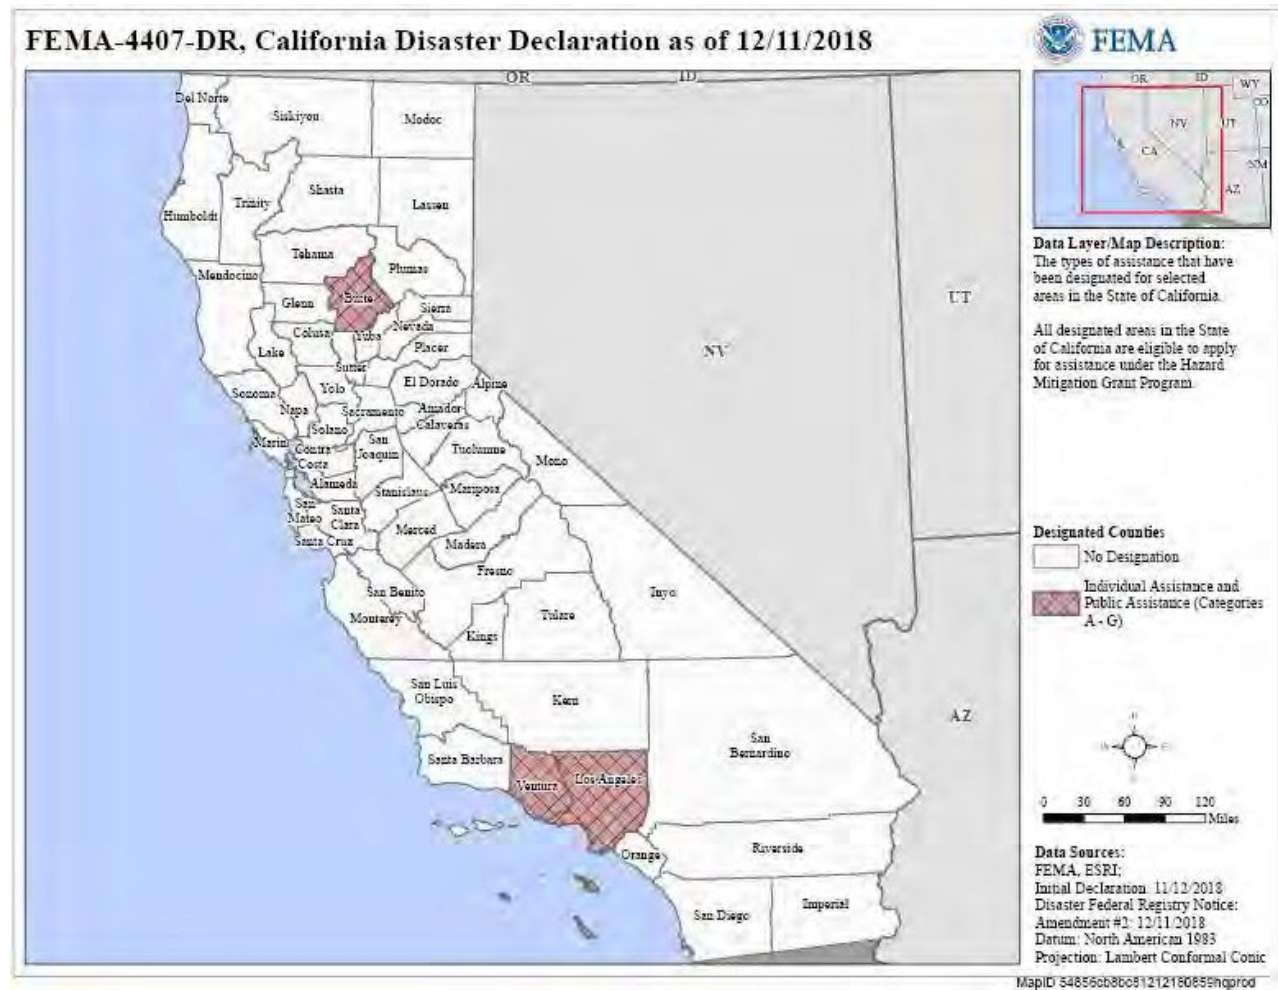 FEMA-4407-DR, California Disaster Declaration as of 12/11/2018
FEMA
OR
ID
Del Norte
Siskiyou
Modoc
Humboldt
Trinity
Shasta
Lassen
Mendocino
Tehama
Plumas
Glenn
Butte
Sierra
Nevada
Colusa
Yuba
Lake
Placer
Sutter
Sonoma
Napa
Yolo
El Dorado
Alpine
Sacramento
Amador
Solano
Calaveras
Marin
Contra
Costa
San
Joaquin
Tuolumne
Mono
Alameda
Stanislaus
Mariposa
San
Mateo
Santa
Clara
Merced
Santa Cruz
Madera
Fresno
San Benito
Monterey
Inyo
Tulare
Kings
San Luis
Obispo
Kern
San
Bernardino
Santa Barbara
Ventura
Los Angeles
Orange
Riverside
San Diego
Imperial
NV
UT
AZ
OR
ID
WY
NV
UT
CO
CA
NM
AZ
Data Layer/Map Description:
The types of assistance that have
been designated for selected
areas in the State of California.
All designated areas in the State
of California are eligible to apply
for assistance under the Hazard
Mitigation Grant Program.
Designated Counties
No Designation
Individual Assistance and
Public Assistance (Categories
A - G)
0 30 60 90 120
Miles
Data Sources:
FEMA, ESRI;
Initial Declaration: 11/12/2018
Disaster Federal Registry Notice:
Amendment #2: 12/11/2018
Datum: North American 1983
Projection: Lambert Conformal Conic